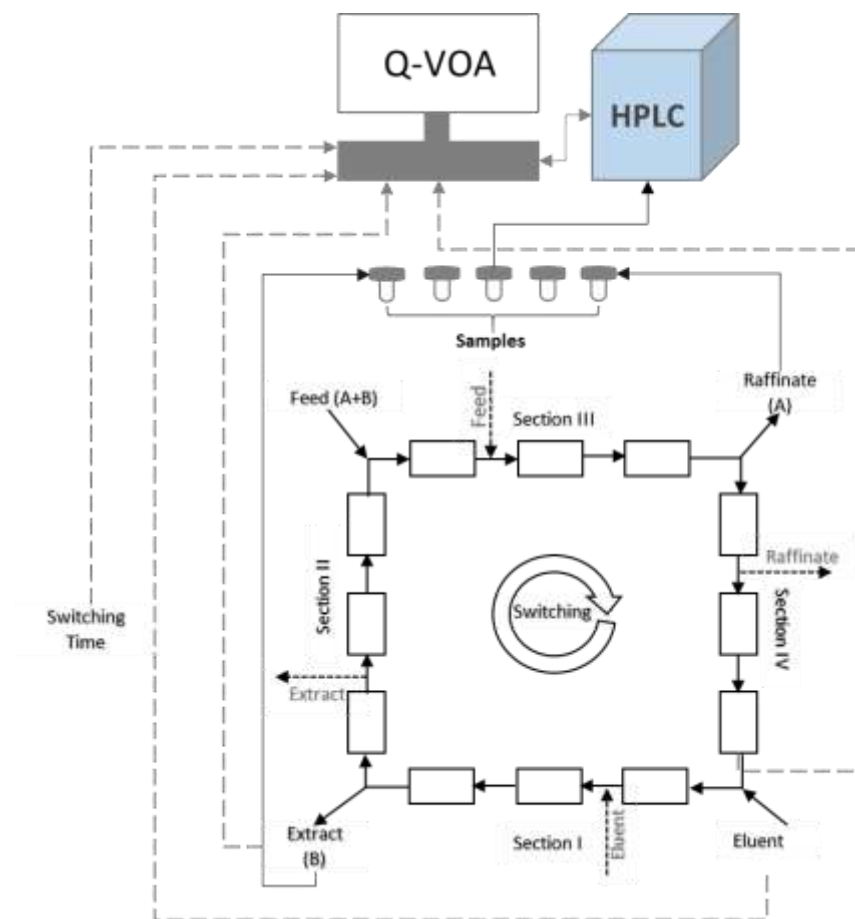 Q-VOA
HPLC
Samples
Feed (A+B)
Feed
Section III
Raffinate
(A)
Section II
Switching
Raffinate
Section IV
Switching
Time
Extract
Extract
(B)
Section I
Eluent
Eluent